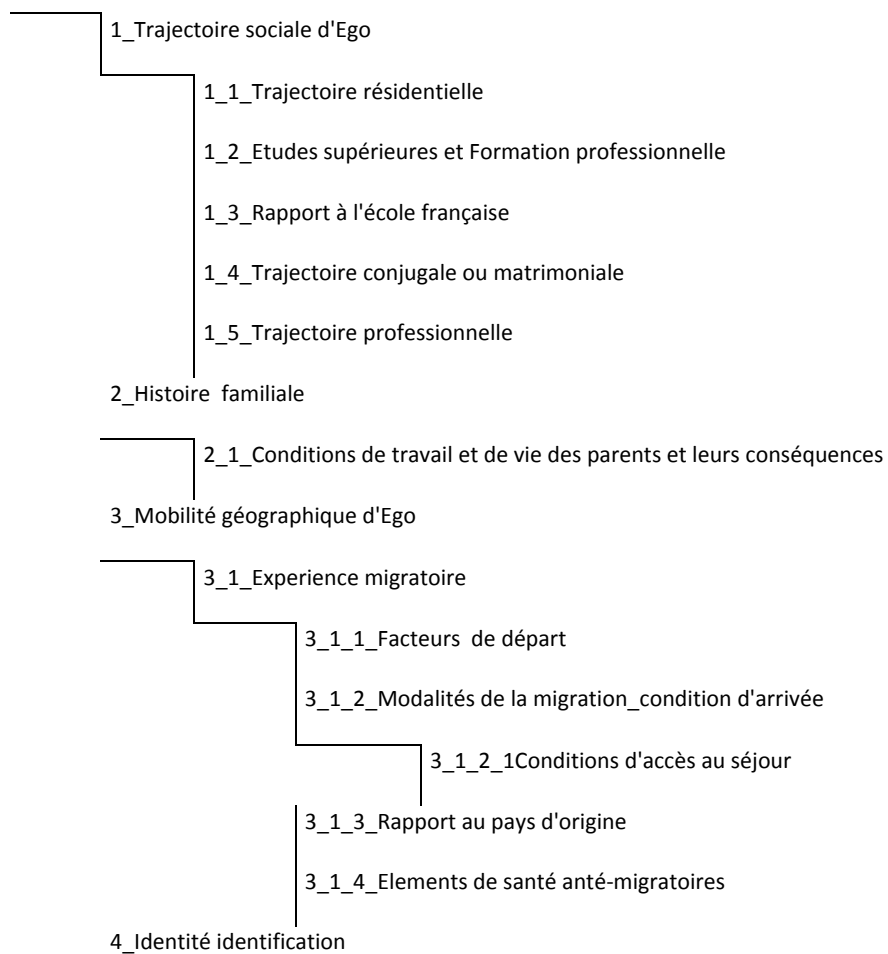 1_Trajectoire sociale d'Ego
1_1_Trajectoire résidentielle
1_2_Etudes supérieures et Formation professionnelle
1_3_Rapport à l'école française
1_4_Trajectoire conjugale ou matrimoniale
1_5_Trajectoire professionnelle
2_Histoire  familiale
2_1_Conditions de travail et de vie des parents et leurs conséquences
3_Mobilité géographique d'Ego
3_1_Experience migratoire
3_1_1_Facteurs  de départ
3_1_2_Modalités de la migration_condition d'arrivée
3_1_2_1Conditions d'accès au séjour
3_1_3_Rapport au pays d'origine
3_1_4_Elements de santé anté-migratoires
4_Identité identification